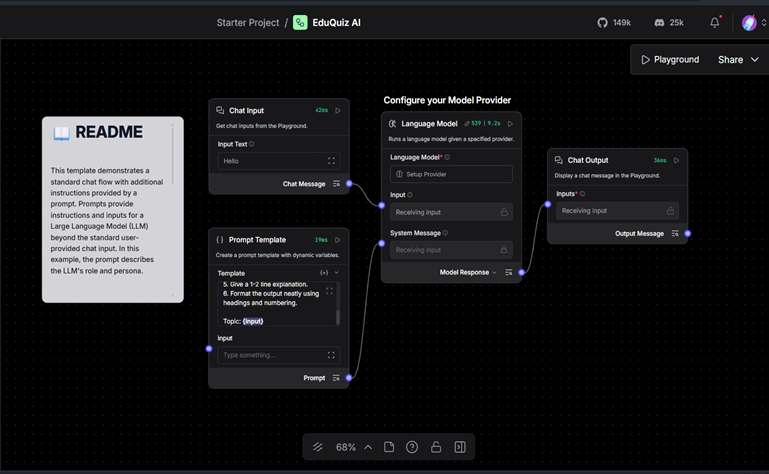 Starter Project / EduQuiz AI
149k
25k
Playground
Share
README
This template demonstrates a
standard chat flow with additional
instructions provided by a
prompt. Prompts provide
instructions and inputs for a
Large Language Model (LLM)
beyond the standard user-
provided chat input. In this
example, the prompt describes
the LLM's role and persona.
Chat Input
42ms
Get chat inputs from the Playground.
Input Text
Hello
Chat Message
{ } Prompt Template
19ms
Create a prompt template with dynamic variables.
Template
5. Give a 1-2 line explanation.
6. Format the output neatly using
headings and numbering.
Topic: {input}
input
Type something...
Prompt
Configure your Model Provider
Language Model
539 | 9.2s
Runs a language model given a specified provider.
Language Model*
Setup Provider
Input
Receiving input
System Message
Receiving input
Model Response
Chat Output
36ms
Display a chat message in the Playground.
Inputs*
Receiving input
Output Message
68%